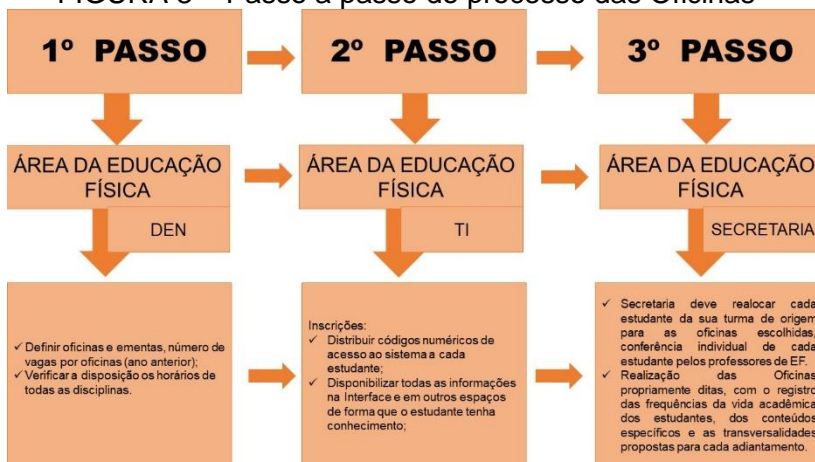 FIGURA 3 – Passo a passo do processo das Oficinas
1º PASSO
2º PASSO
3º PASSO
ÁREA DA EDUCAÇÃO
FÍSICA
DEN
ÁREA DA EDUCAÇÃO
FÍSICA
TI
ÁREA DA EDUCAÇÃO
FÍSICA
SECRETARIA
✓ Definir oficinas e ementas, número de
vagas por oficinas (ano anterior);
✓ Verificar a disposição os horários de
todas as disciplinas.
Inscrições:
✓ Distribuir códigos numéricos de
acesso ao sistema a cada
estudante;
✓ Disponibilizar todas as informações
na Interface e em outros espaços
de forma que o estudante tenha
conhecimento;
✓ Secretaria deve realocar cada
estudante da sua turma de origem
para as oficinas escolhidas,
conferência individual de cada
estudante pelos professores de EF.
✓ Realização das Oficinas
propriamente ditas, com o registro
das frequências da vida acadêmica
dos estudantes, dos conteúdos
específicos e as transversalidades
propostas para cada adiantamento.